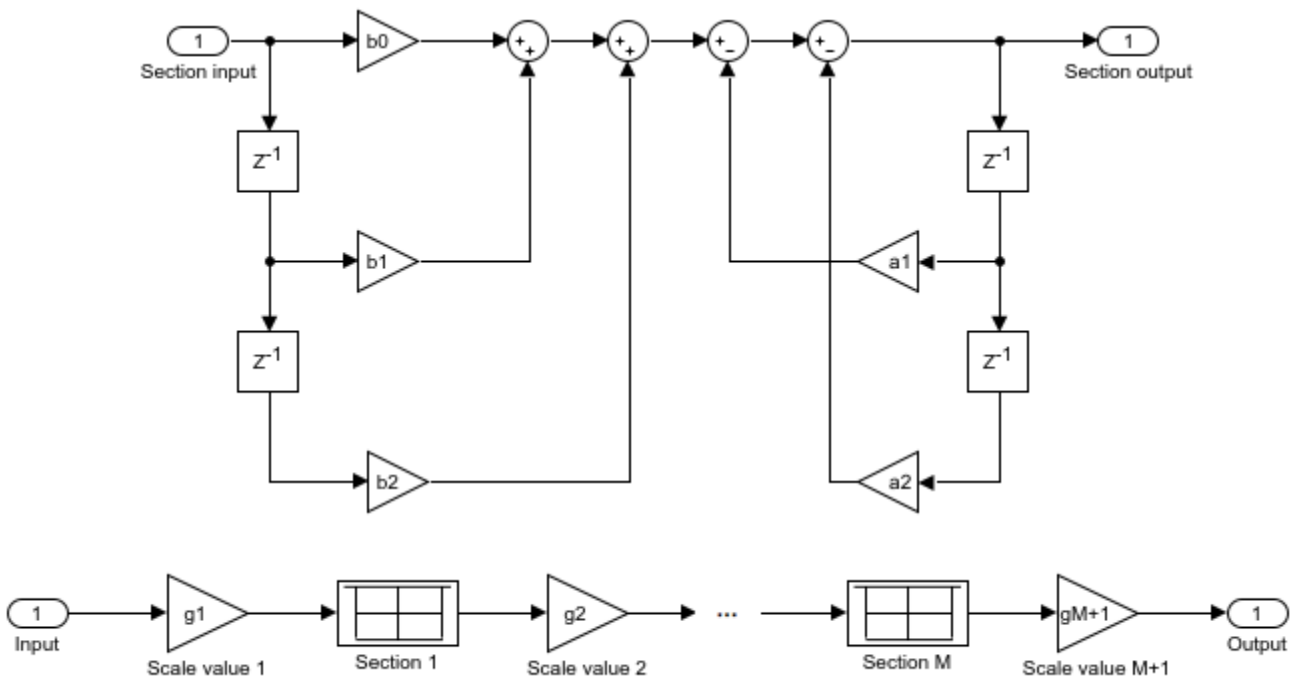 1
b0
+
+
+
+
+
−
+
−
1
Section input
Section output
Z-1
Z-1
b1
a1
Z-1
Z-1
b2
a2
1
g1
g2
...
gM+1
1
Input
Scale value 1
Section 1
Scale value 2
Section M
Scale value M+1
Output